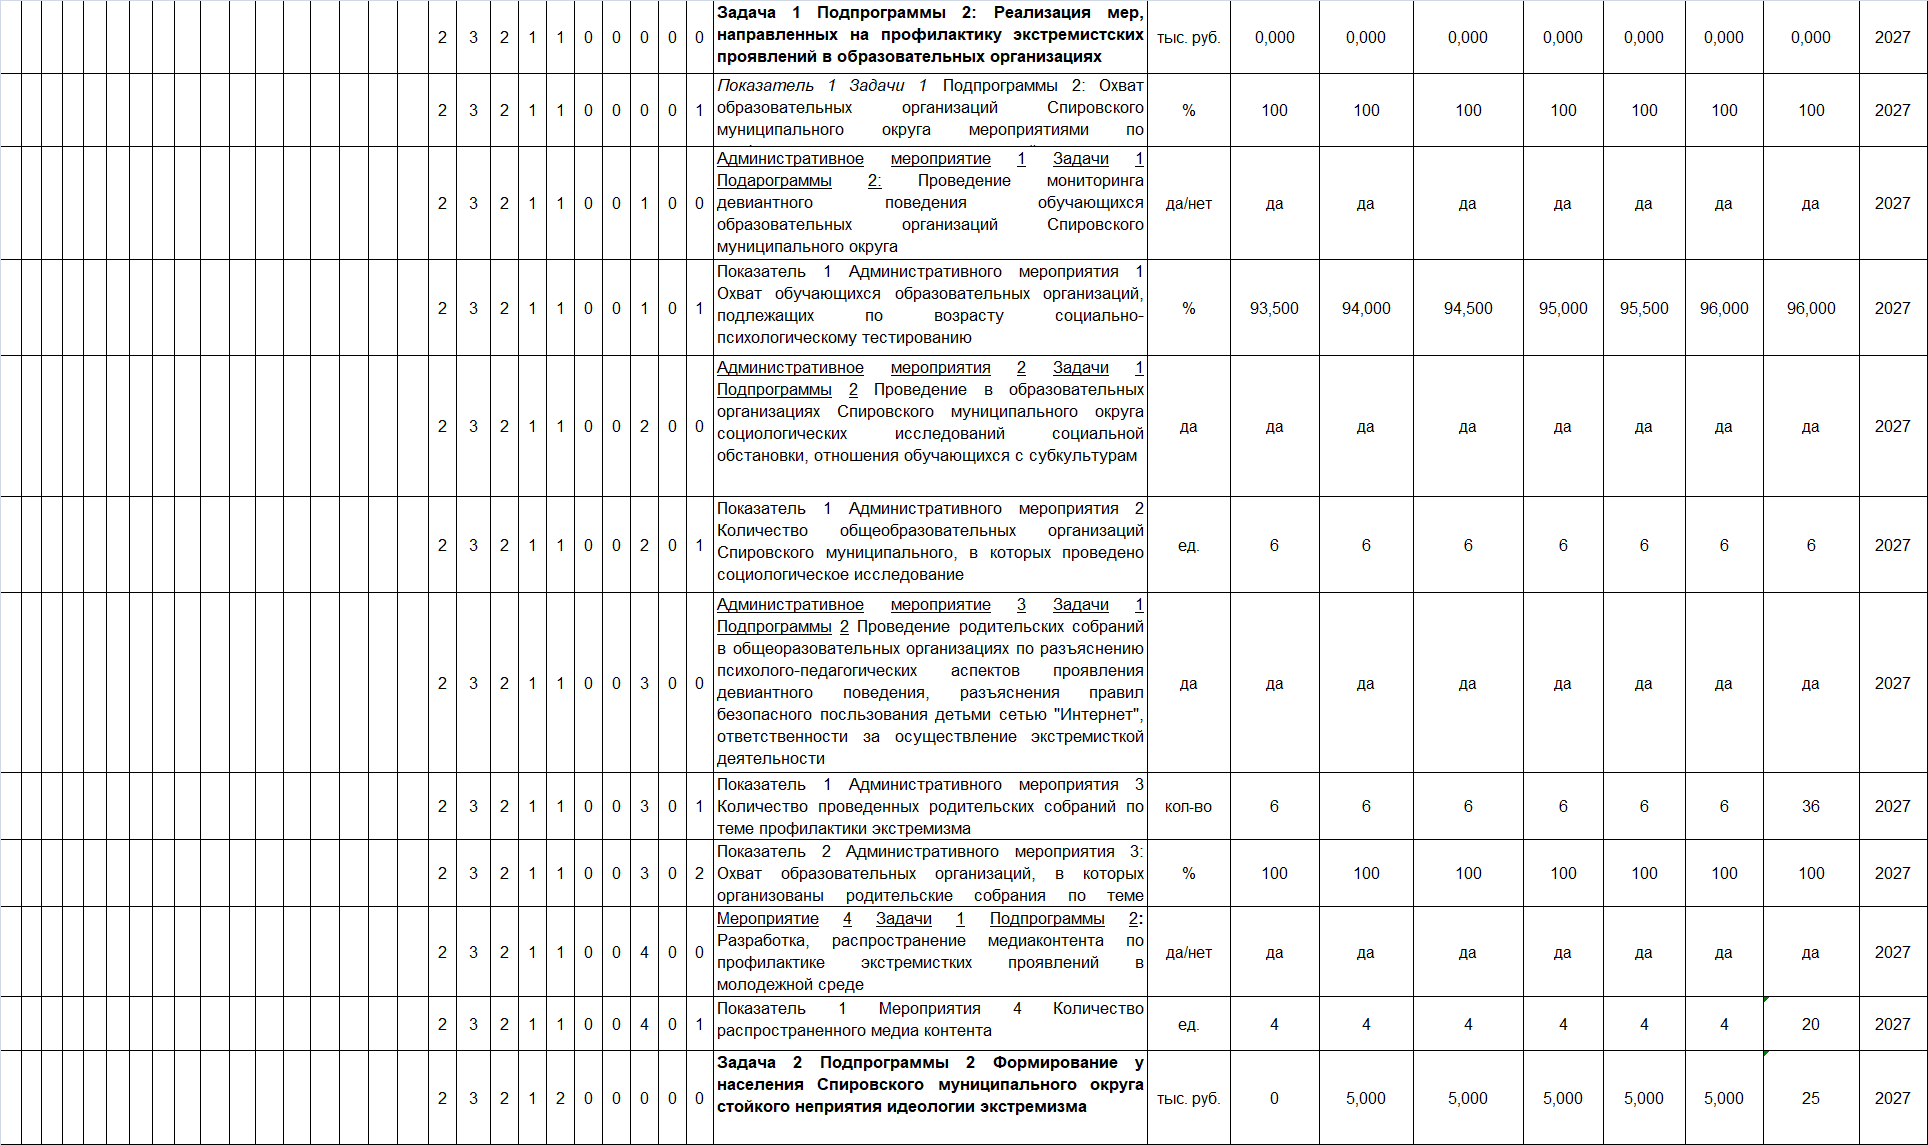 Задача 1 Подпрограммы 2: Реализация мер,
направленных на профилактику экстремистских
проявлений в образовательных организациях
2 3 2 1 1 0 0 0 0 0 тыс. руб. 0,000 0,000 0,000 0,000 0,000 0,000 0,000 2027
Показатель 1 Задачи 1 Подпрограммы 2: Охват
образовательных организаций Спировского
муниципального округа мероприятиями по
2 3 2 1 1 0 0 0 0 1 % 100 100 100 100 100 100 100 2027
Административное мероприятие 1 Задачи 1
Подарограммы 2: Проведение мониторинга
девиантного поведения обучающихся
образовательных организаций Спировского
муниципального округа
2 3 2 1 1 0 0 1 0 0 да/нет да да да да да да да 2027
Показатель 1 Административного мероприятия 1
Охват обучающихся образовательных организаций,
подлежащих по возрасту социально-
психологическому тестированию
2 3 2 1 1 0 0 1 0 1 % 93,500 94,000 94,500 95,000 95,500 96,000 96,000 2027
Административное мероприятия 2 Задачи 1
Подпрограммы 2 Проведение в образовательных
организациях Спировского муниципального округа
социологических исследований социальной
обстановки, отношения обучающихся с субкультурам
2 3 2 1 1 0 0 2 0 0 да да да да да да да да 2027
Показатель 1 Административного мероприятия 2
Количество общеобразовательных организаций
Спировского муниципального, в которых проведено
социологическое исследование
2 3 2 1 1 0 0 2 0 1 ед. 6 6 6 6 6 6 6 2027
Административное мероприятие 3 Задачи 1
Подпрограммы 2 Проведение родительских собраний
в общеоразовательных организациях по разъяснению
психолого-педагогических аспектов проявления
девиантного поведения, разъяснения правил
безопасного послъзования детьми сетью "Интернет",
ответственности за осуществление экстремисткой
деятельности
2 3 2 1 1 0 0 3 0 0 да да да да да да да да 2027
Показатель 1 Административного мероприятия 3
Количество проведенных родительских собраний по
теме профилактики экстремизма
2 3 2 1 1 0 0 3 0 1 кол-во 6 6 6 6 6 6 36 2027
Показатель 2 Административного мероприятия 3:
Охват образовательных организаций, в которых
организованы родительские собрания по теме
2 3 2 1 1 0 0 3 0 2 % 100 100 100 100 100 100 100 2027
Мероприятие 4 Задачи 1 Подпрограммы 2:
Разработка, распространение медиаконтента по
профилактике экстремистких проявлений в
молодежной среде
2 3 2 1 1 0 0 4 0 0 да/нет да да да да да да да 2027
Показатель 1 Мероприятия 4 Количество
распространенного медиа контента
2 3 2 1 1 0 0 4 0 1 ед. 4 4 4 4 4 4 20 2027
Задача 2 Подпрограммы 2 Формирование у
населения Спировского муниципального округа
стойкого неприятия идеологии экстремизма
2 3 2 1 2 0 0 0 0 0 тыс. руб. 0 5,000 5,000 5,000 5,000 5,000 25 2027